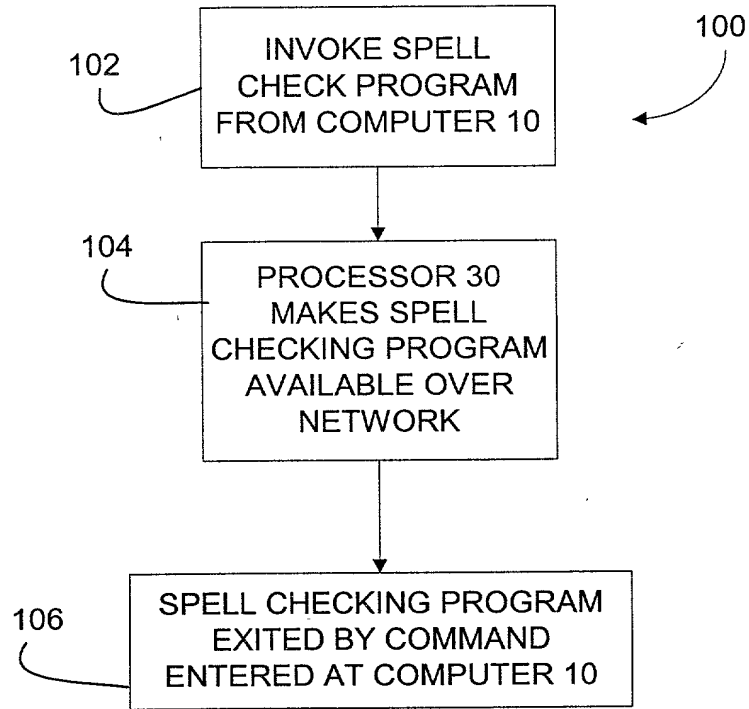 102
INVOKE SPELL
CHECK PROGRAM
FROM COMPUTER 10
100
104
PROCESSOR 30
MAKES SPELL
CHECKING PROGRAM
AVAILABLE OVER
NETWORK
106
SPELL CHECKING PROGRAM
EXITED BY COMMAND
ENTERED AT COMPUTER 10